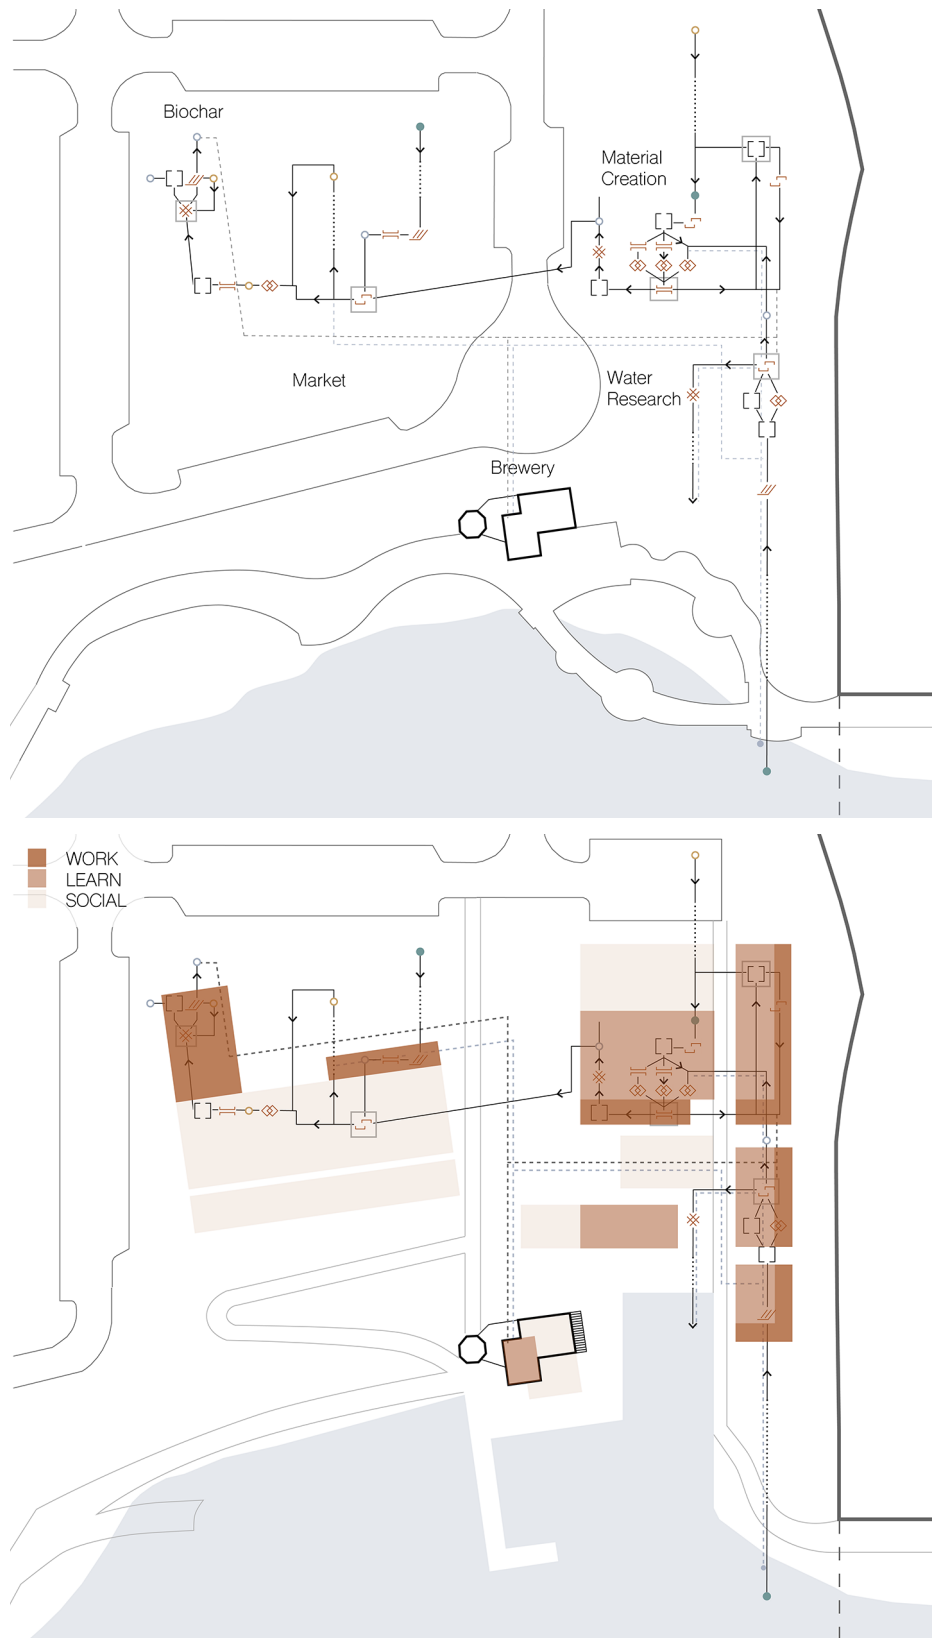 Biochar
Material
Creation
Market
Water
Research
Brewery
WORK
LEARN
SOCIAL